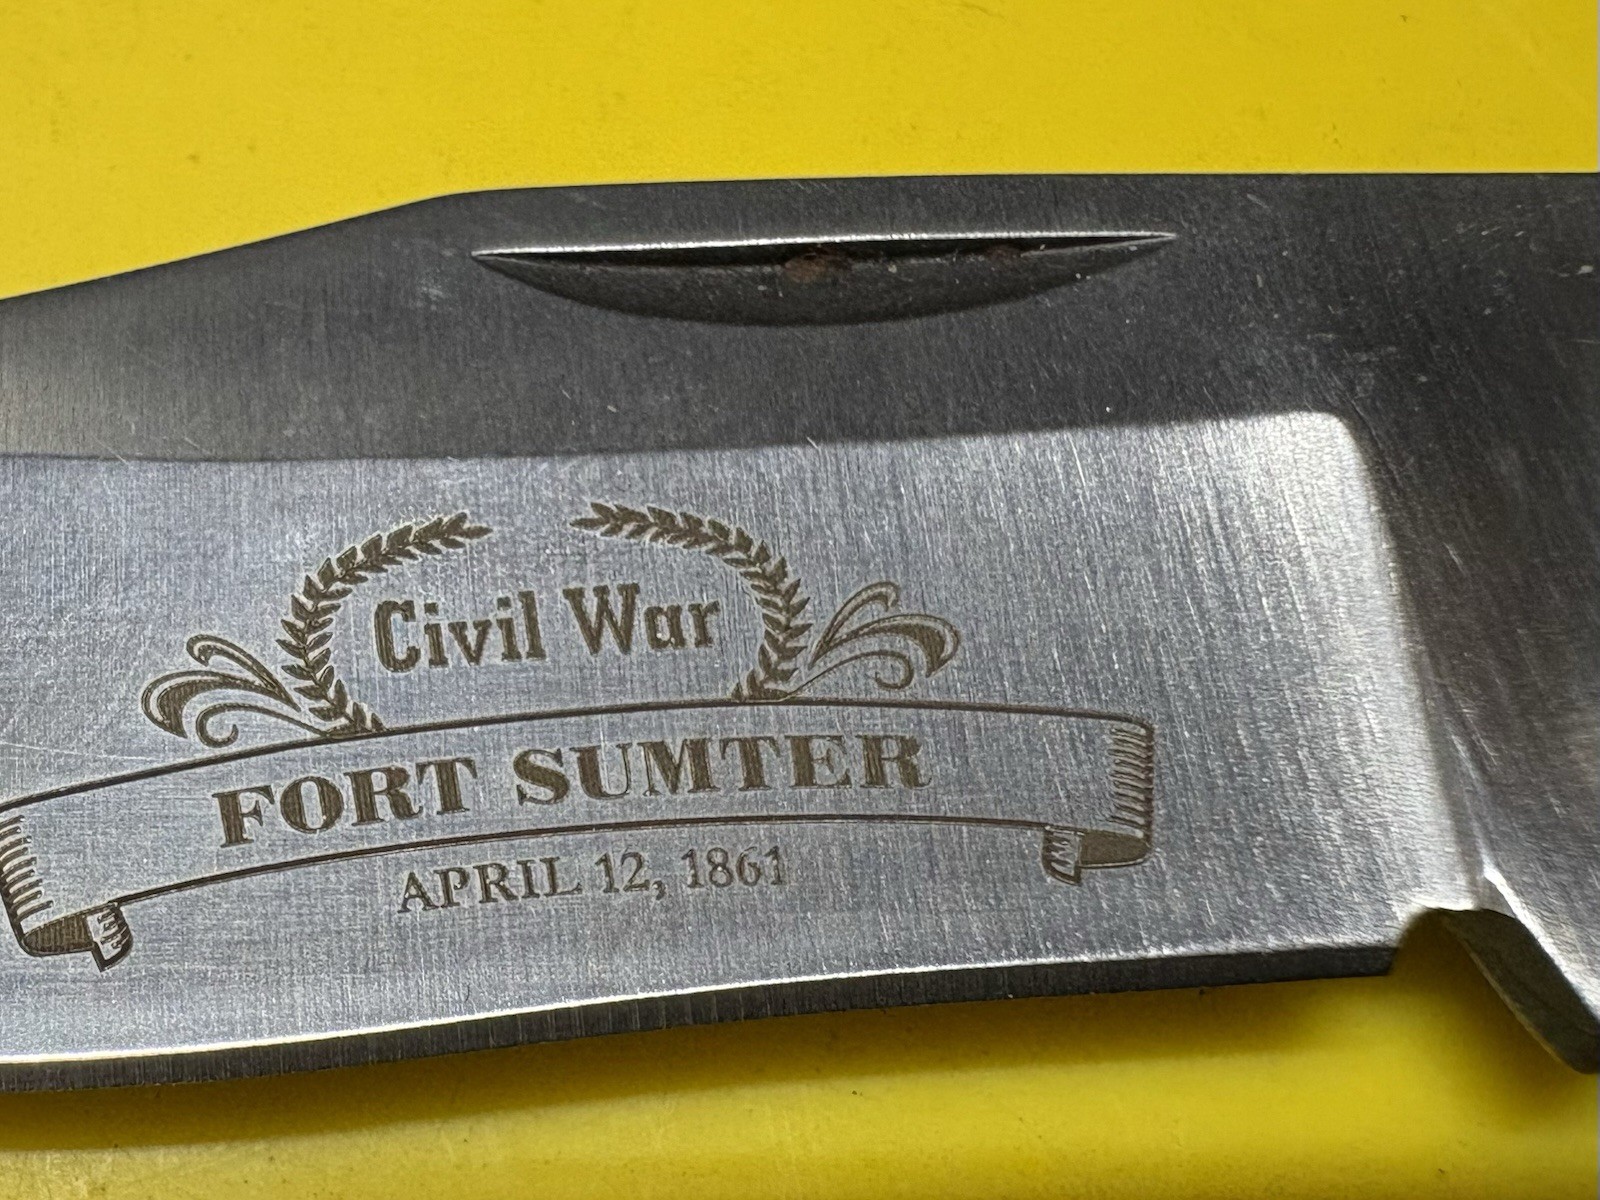 Civil War
FORT SUMTER
APRIL 12, 1861